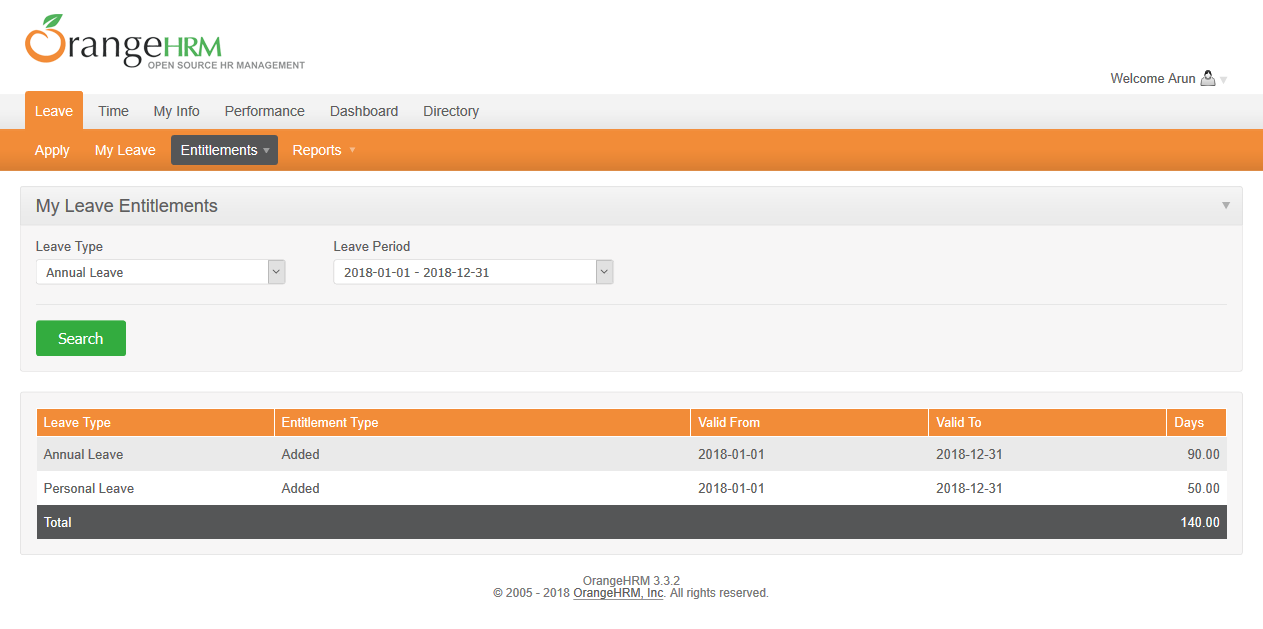 OrangeHRM
OPEN SOURCE HR MANAGEMENT
Welcome Arun
Leave Time My Info Performance Dashboard Directory
Apply My Leave Entitlements Reports
My Leave Entitlements
Leave Type Leave Period
Annual Leave 2018-01-01 - 2018-12-31
Search
Leave Type Entitlement Type Valid From Valid To Days
Annual Leave Added 2018-01-01 2018-12-31 90.00
Personal Leave Added 2018-01-01 2018-12-31 50.00
Total 140.00
OrangeHRM 3.3.2
© 2005 - 2018 OrangeHRM, Inc. All rights reserved.